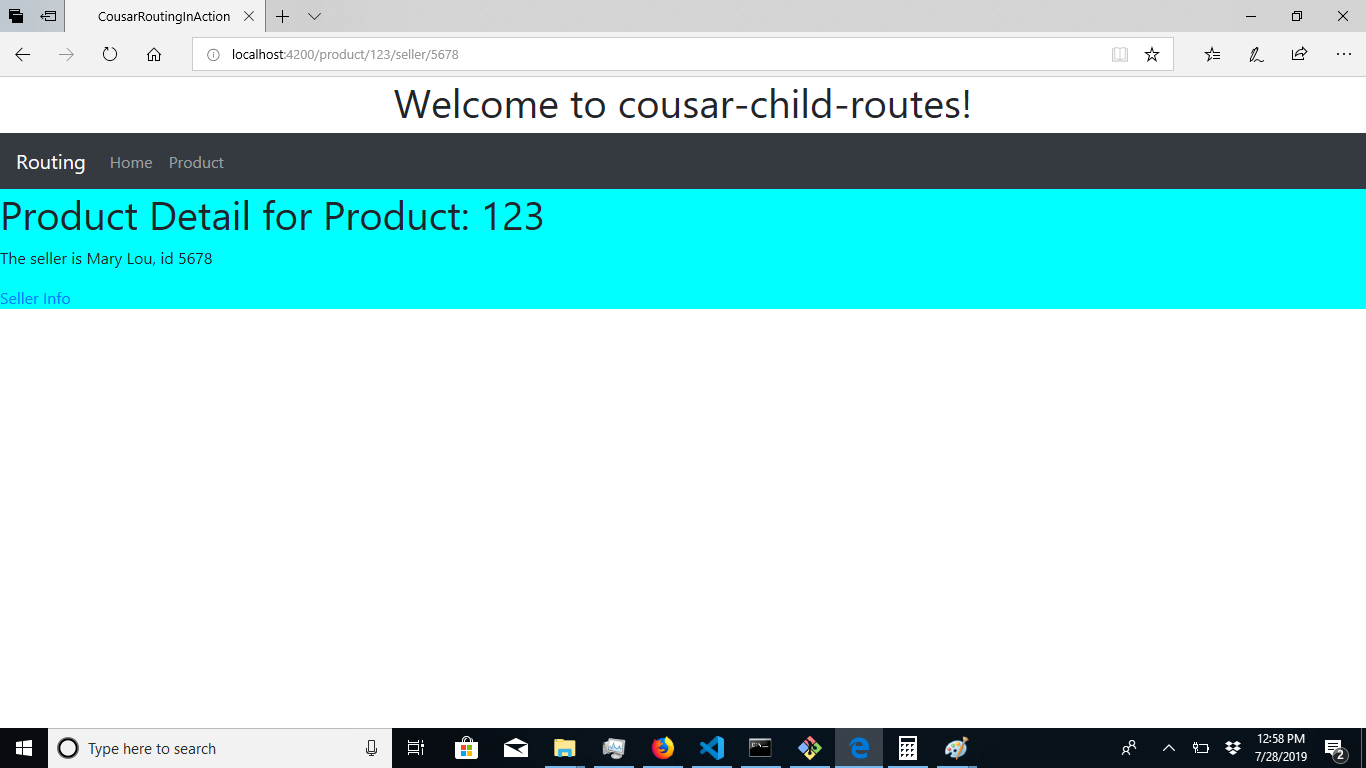 CousarRoutingInAction
localhost:4200/product/123/seller/5678
Welcome to cousar-child-routes!
Routing Home Product
Product Detail for Product: 123
The seller is Mary Lou, id 5678
Seller Info
Type here to search
12:58 PM
7/28/2019
2